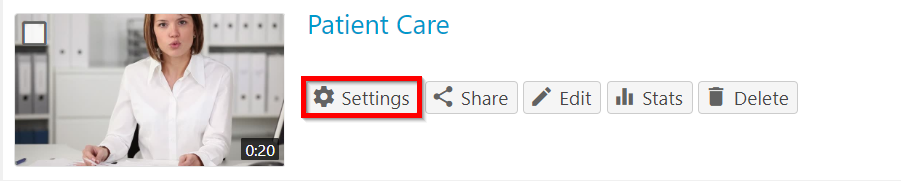 Patient Care
Settings Share Edit Stats Delete
0:20